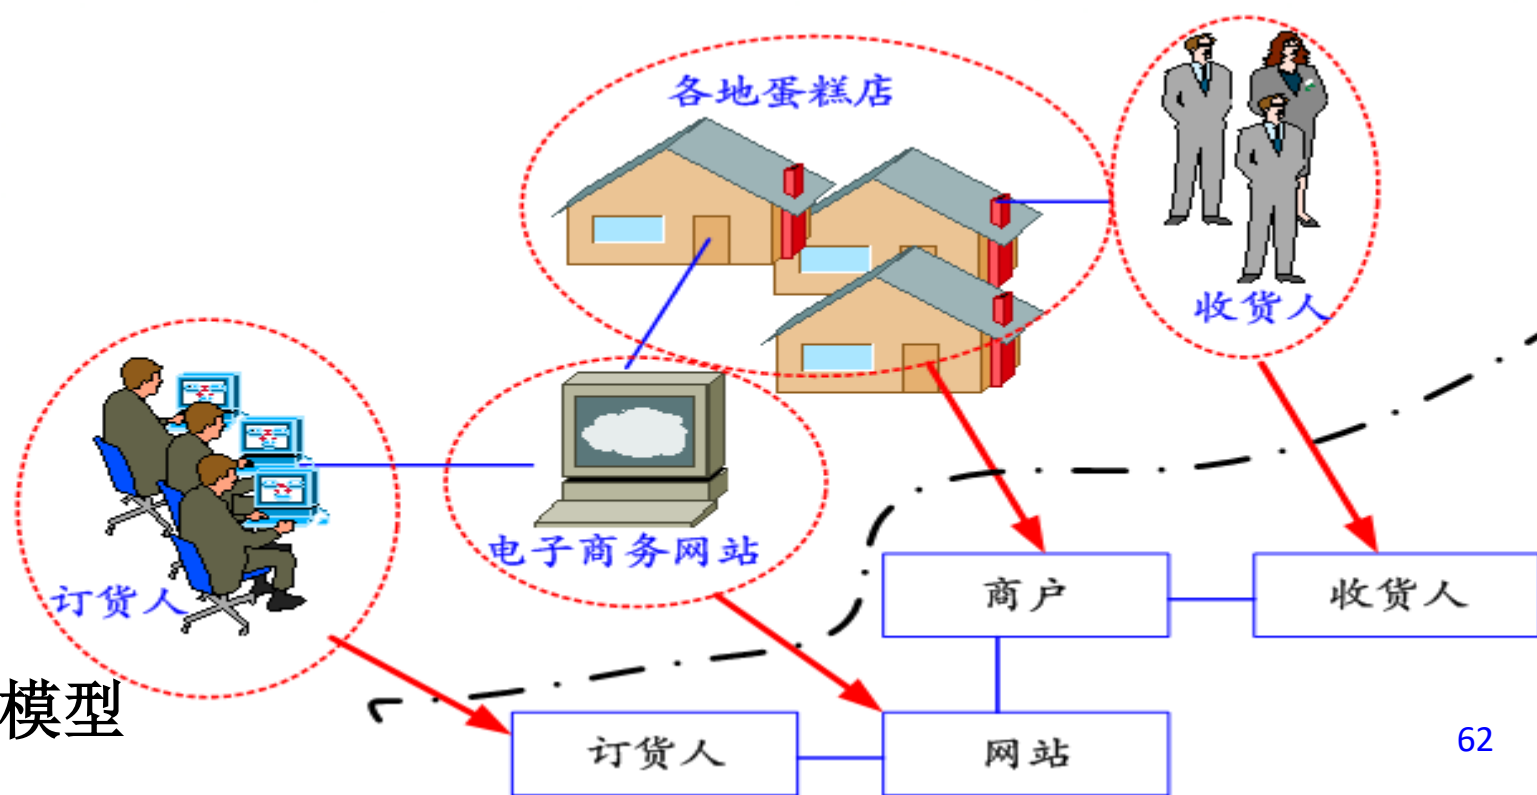 各地蛋糕店
收货人
电子商务网站
订货人
商户
收货人
模型
订货人
网站
62